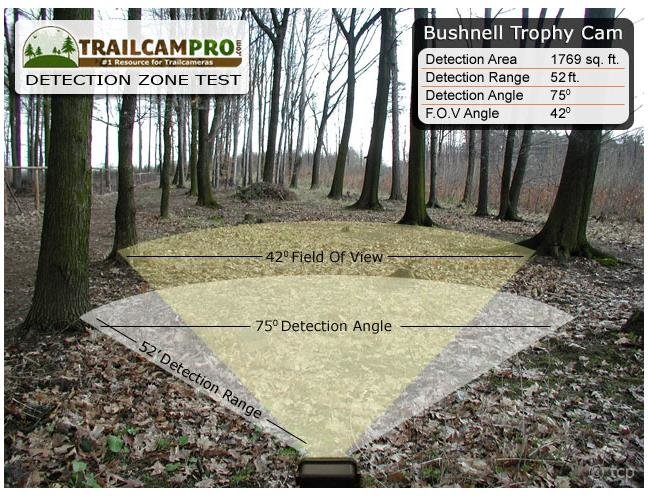 TRAILCAMPRO.COM
#1 Resource for Trailcameras
DETECTION ZONE TEST
Bushnell Trophy Cam
Detection Area 1769 sq. ft.
Detection Range 52 ft.
Detection Angle 75⁰
F.O.V Angle 42⁰
42⁰ Field Of View
75⁰ Detection Angle
52' Detection Range
© tcp